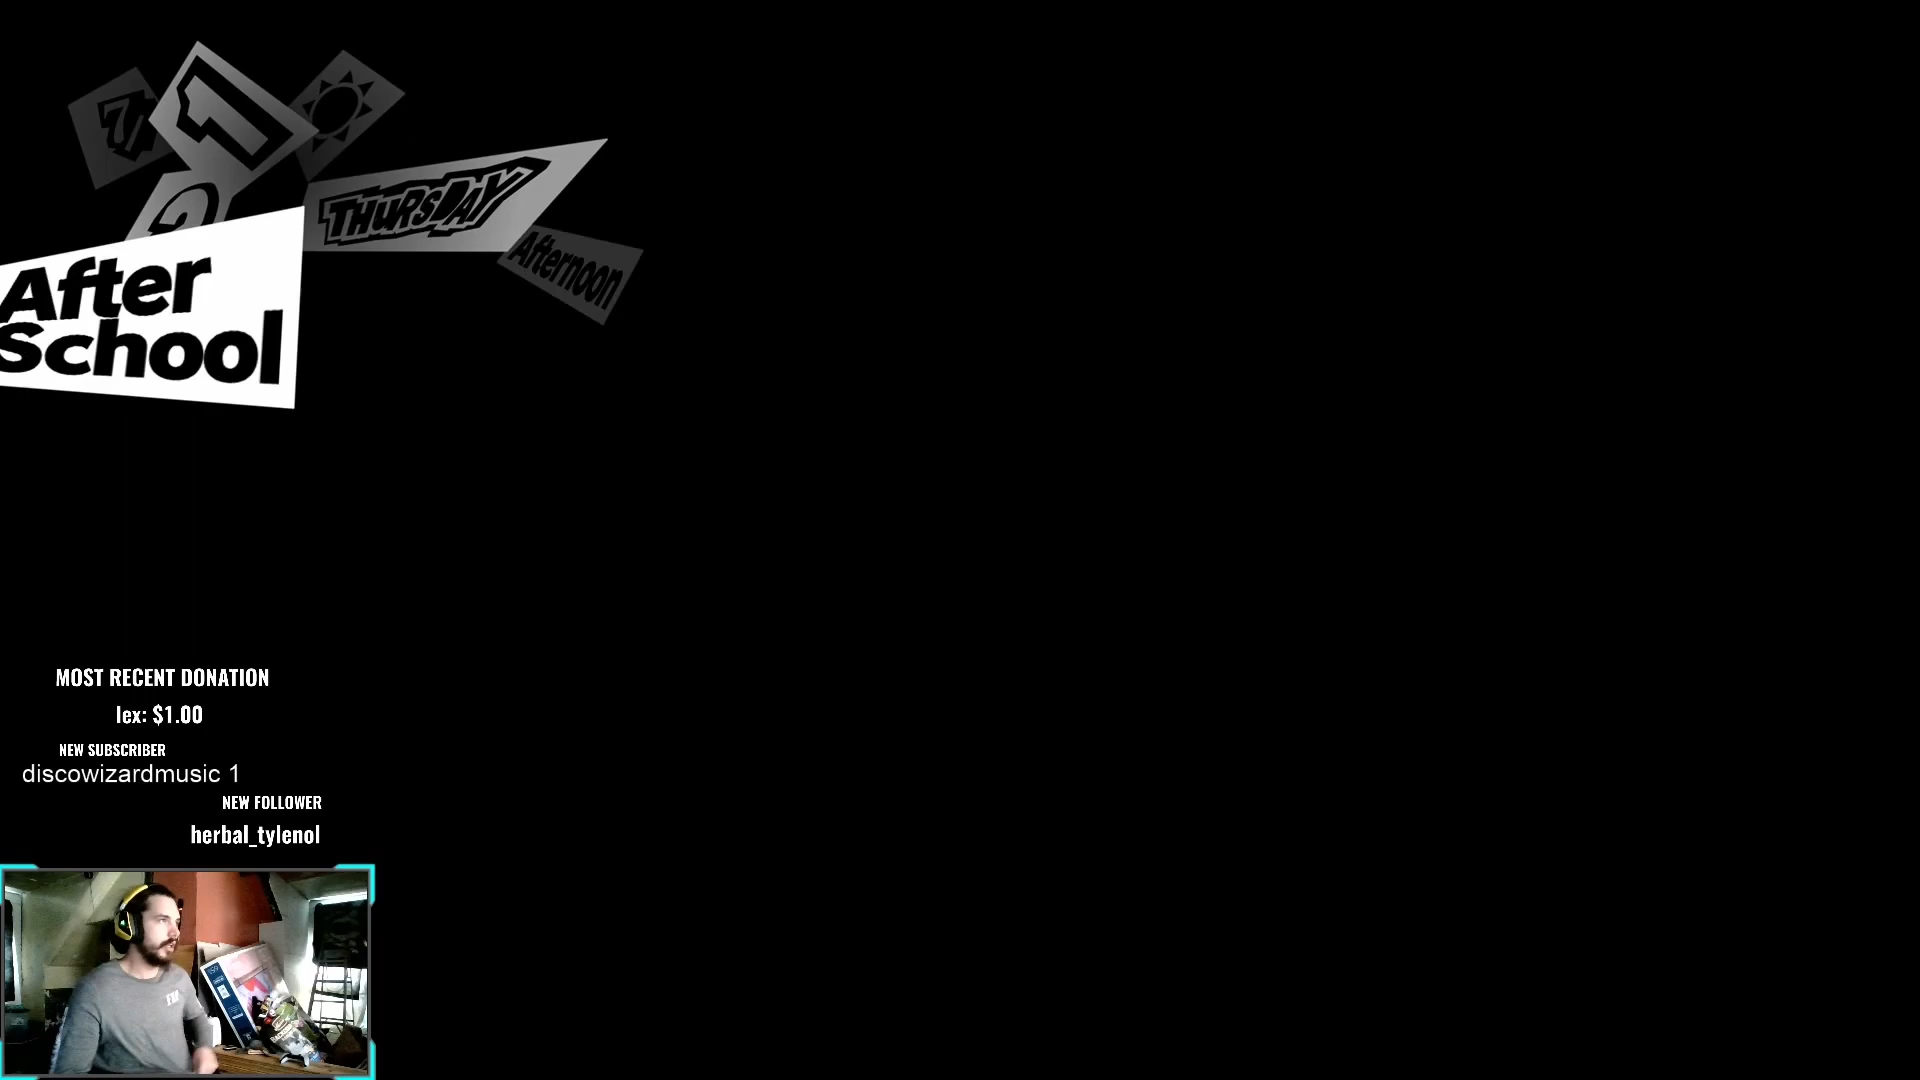 7/
1
2
THURSDAY
Afternoon
After
School
MOST RECENT DONATION
lex: $1.00
NEW SUBSCRIBER
discowizardmusic 1
NEW FOLLOWER
herbal_tylenol